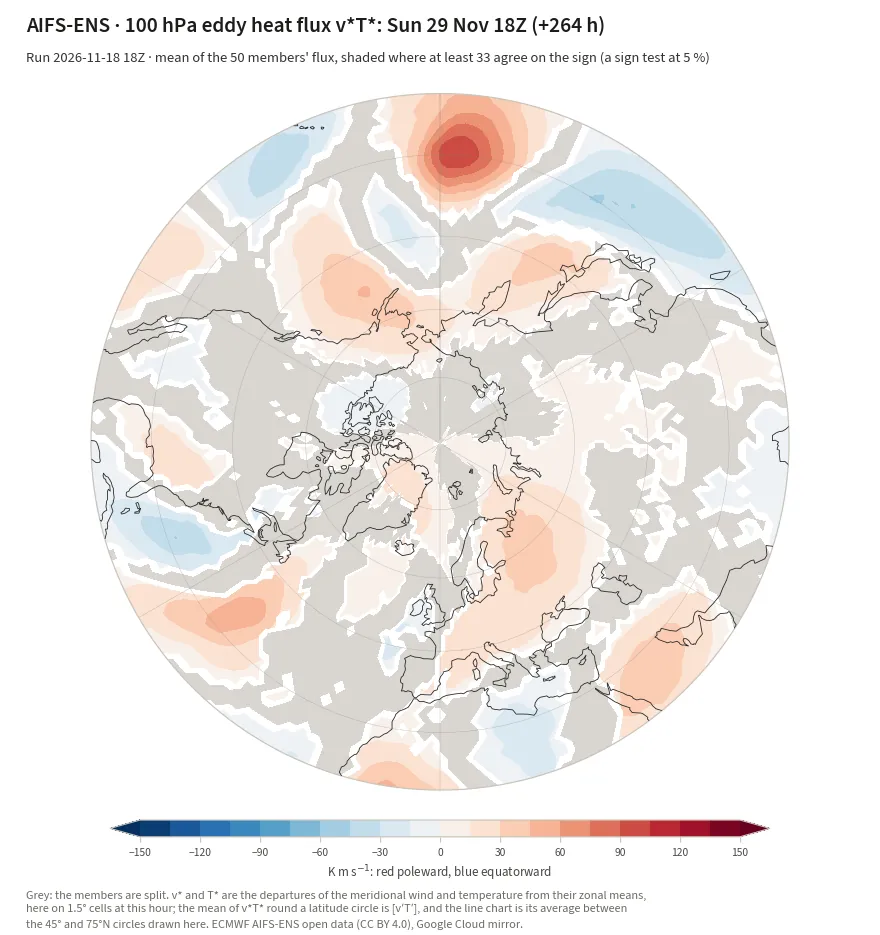 AIFS-ENS · 100 hPa eddy heat flux v*T*: Sun 29 Nov 18Z (+264 h)
Run 2026-11-18 18Z · mean of the 50 members' flux, shaded where at least 33 agree on the sign (a sign test at 5 %)
−150 −120 −90 −60 −30 0 30 60 90 120 150
K m s⁻¹: red poleward, blue equatorward
Grey: the members are split. v* and T* are the departures of the meridional wind and temperature from their zonal means,
here on 1.5° cells at this hour; the mean of v*T* round a latitude circle is [v′T′], and the line chart is its average between
the 45° and 75°N circles drawn here. ECMWF AIFS-ENS open data (CC BY 4.0), Google Cloud mirror.